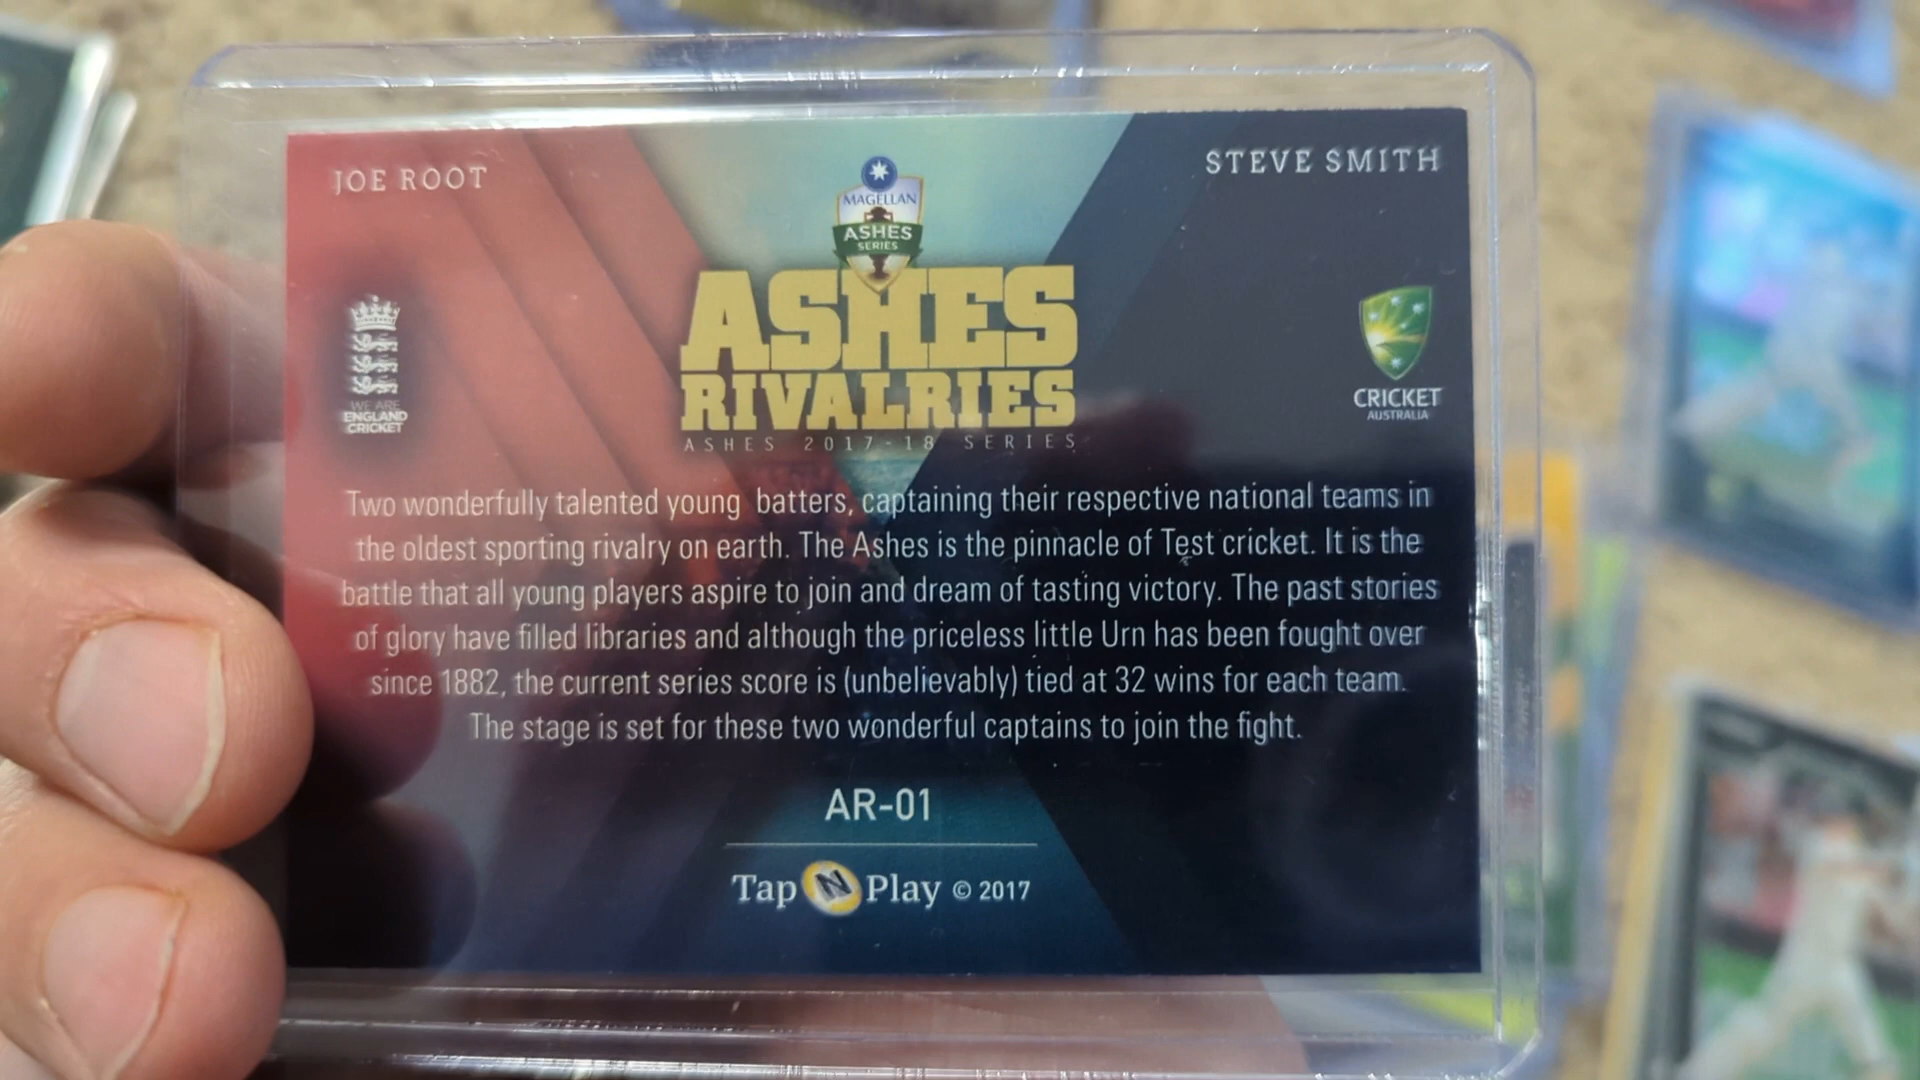 JOE ROOT
STEVE SMITH
MAGELLAN
ASHES
SERIES
ASHES
RIVALRIES
ASHES 2017-18 SERIES
WE ARE
ENGLAND
CRICKET
CRICKET
AUSTRALIA
Two wonderfully talented young batters, captaining their respective national teams in
the oldest sporting rivalry on earth. The Ashes is the pinnacle of Test cricket. It is the
battle that all young players aspire to join and dream of tasting victory. The past stories
of glory have filled libraries and although the priceless little Urn has been fought over
since 1882, the current series score is (unbelievably) tied at 32 wins for each team.
The stage is set for these two wonderful captains to join the fight.
AR-01
Tap N Play © 2017